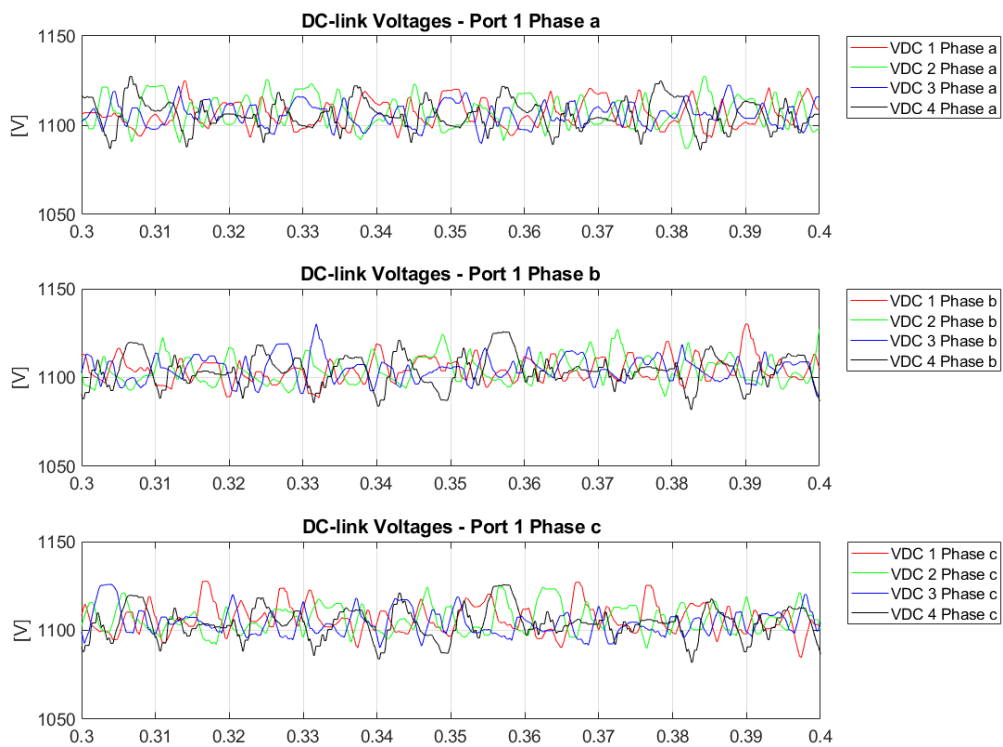 DC-link Voltages - Port 1 Phase a
1150
1100
1050
[V]
0.3 0.31 0.32 0.33 0.34 0.35 0.36 0.37 0.38 0.39 0.4
VDC 1 Phase a
VDC 2 Phase a
VDC 3 Phase a
VDC 4 Phase a
DC-link Voltages - Port 1 Phase b
1150
1100
1050
[V]
0.3 0.31 0.32 0.33 0.34 0.35 0.36 0.37 0.38 0.39 0.4
VDC 1 Phase b
VDC 2 Phase b
VDC 3 Phase b
VDC 4 Phase b
DC-link Voltages - Port 1 Phase c
1150
1100
1050
[V]
0.3 0.31 0.32 0.33 0.34 0.35 0.36 0.37 0.38 0.39 0.4
VDC 1 Phase c
VDC 2 Phase c
VDC 3 Phase c
VDC 4 Phase c